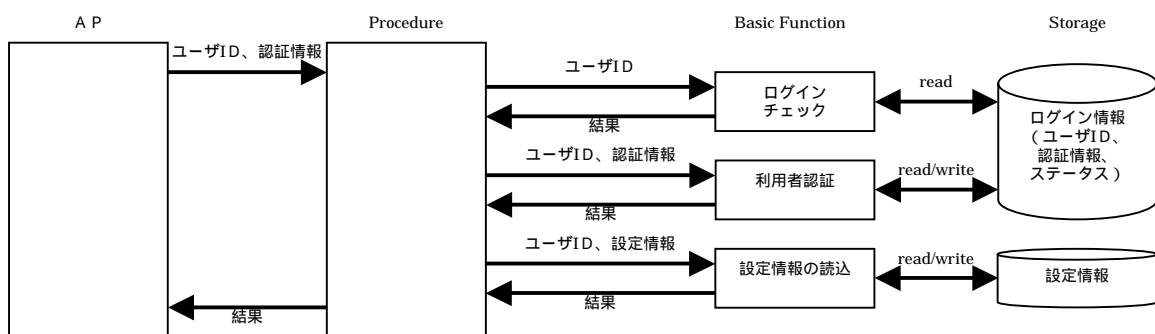 ＡＰ
Procedure
Basic Function
Storage
ユーザID、認証情報
ユーザID
ログイン
チェック
read
結果
ログイン情報
（ユーザID、
認証情報、
ステータス）
ユーザID、認証情報
利用者認証
read/write
結果
ユーザID、設定情報
設定情報の読込
read/write
設定情報
結果
結果